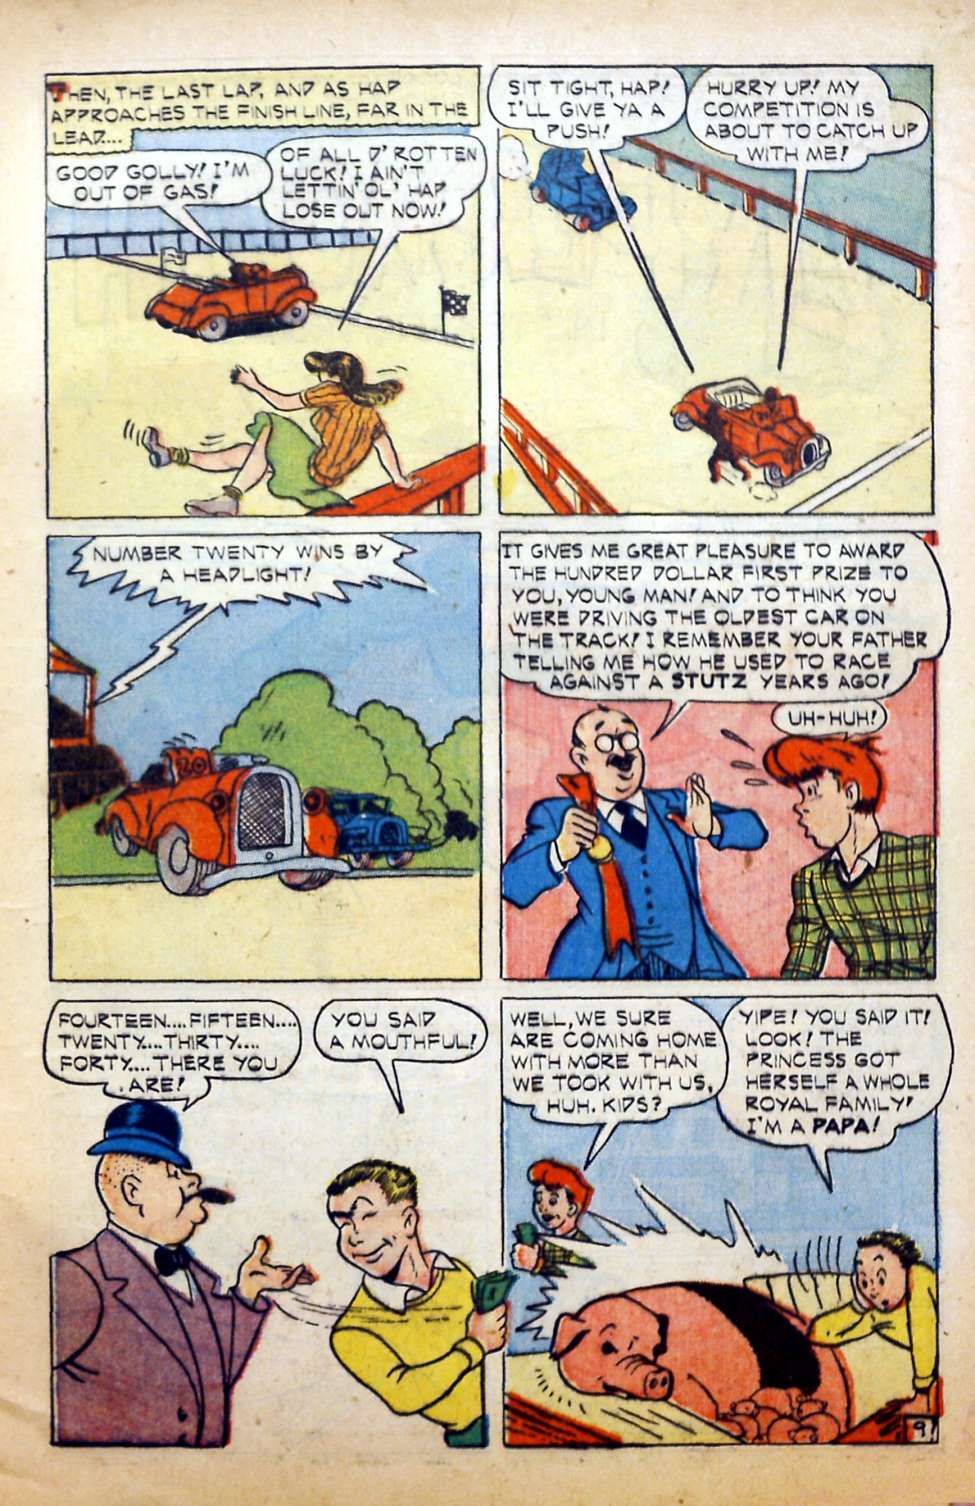 THEN, THE LAST LAP, AND AS HAP
APPROACHES THE FINISH LINE, FAR IN THE
LEAD....
GOOD GOLLY! I'M
OUT OF GAS!
OF ALL D' ROTTEN
LUCK! I AIN'T
LETTIN' OL' HAP
LOSE OUT NOW!
SIT TIGHT, HAP!
I'LL GIVE YA A
PUSH!
HURRY UP! MY
COMPETITION IS
ABOUT TO CATCH UP
WITH ME!
NUMBER TWENTY WINS BY
A HEADLIGHT!
20
IT GIVES ME GREAT PLEASURE TO AWARD
THE HUNDRED DOLLAR FIRST PRIZE TO
YOU, YOUNG MAN! AND TO THINK YOU
WERE DRIVING THE OLDEST CAR ON
THE TRACK! I REMEMBER YOUR FATHER
TELLING ME HOW HE USED TO RACE
AGAINST A STUTZ YEARS AGO!
UH-HUH!
FOURTEEN....FIFTEEN....
TWENTY....THIRTY....
FORTY.... THERE YOU
ARE!
YOU SAID
A MOUTHFUL!
WELL, WE SURE
ARE COMING HOME
WITH MORE THAN
WE TOOK WITH US,
HUH, KIDS?
YIPE! YOU SAID IT!
LOOK! THE
PRINCESS GOT
HERSELF A WHOLE
ROYAL FAMILY!
I'M A PAPA!
9